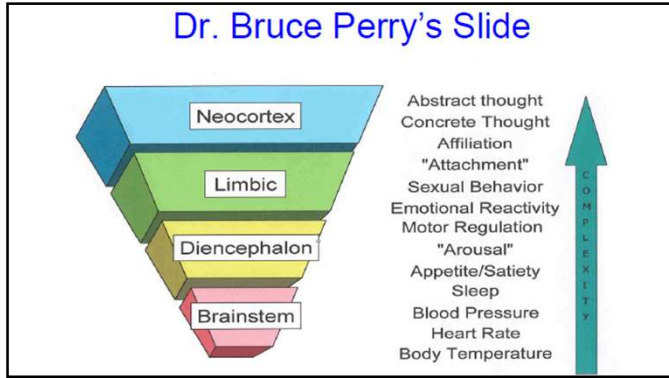 Dr. Bruce Perry's Slide
Neocortex
Limbic
Diencephalon
Brainstem
Abstract thought
Concrete Thought
Affiliation
"Attachment"
Sexual Behavior
Emotional Reactivity
Motor Regulation
"Arousal"
Appetite/Satiety
Sleep
Blood Pressure
Heart Rate
Body Temperature
COMPLEXITY